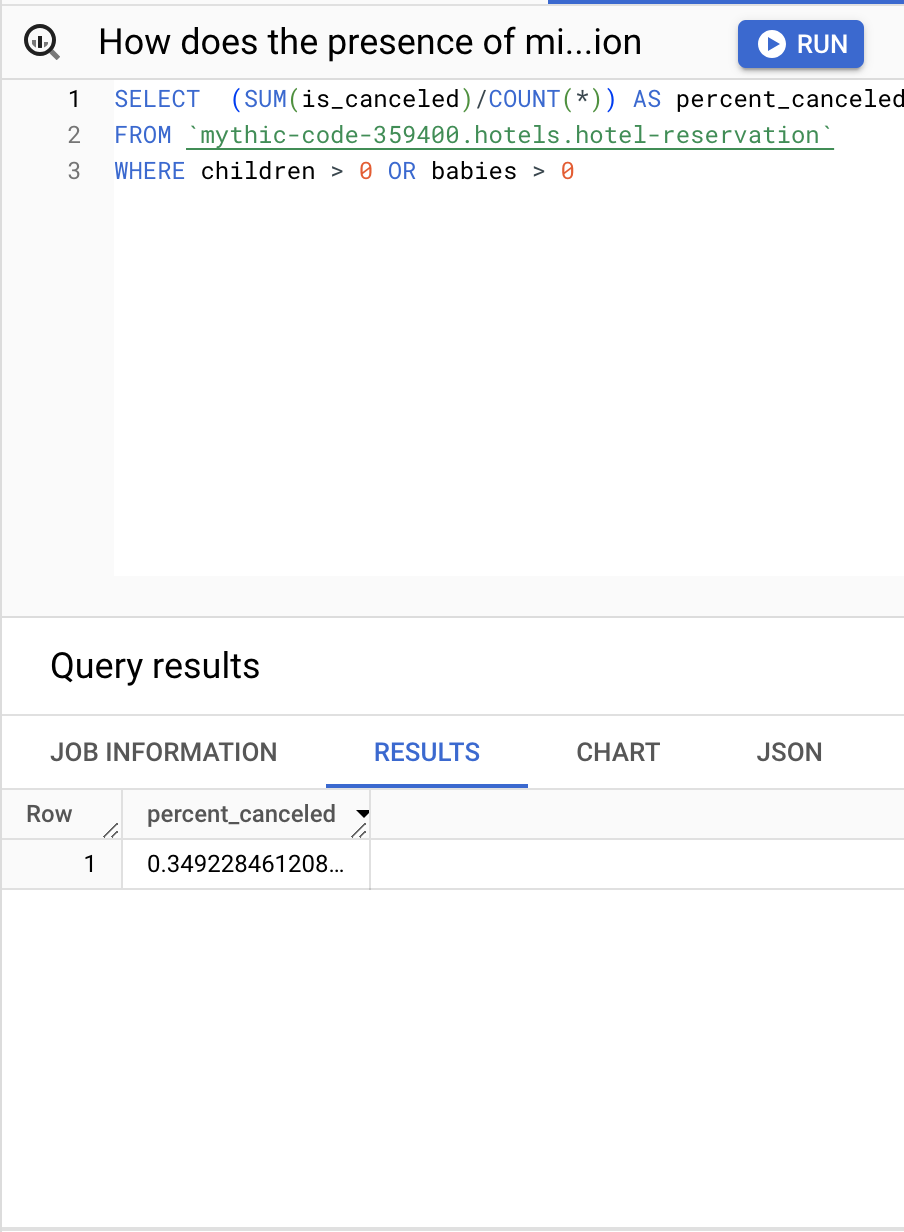 How does the presence of mi...ion
RUN
1 SELECT  (SUM(is_canceled)/COUNT(*)) AS percent_canceled
2 FROM `mythic-code-359400.hotels.hotel-reservation`
3 WHERE children > 0 OR babies > 0
Query results
JOB INFORMATION RESULTS CHART JSON
Row percent_canceled
1 0.349228461208...